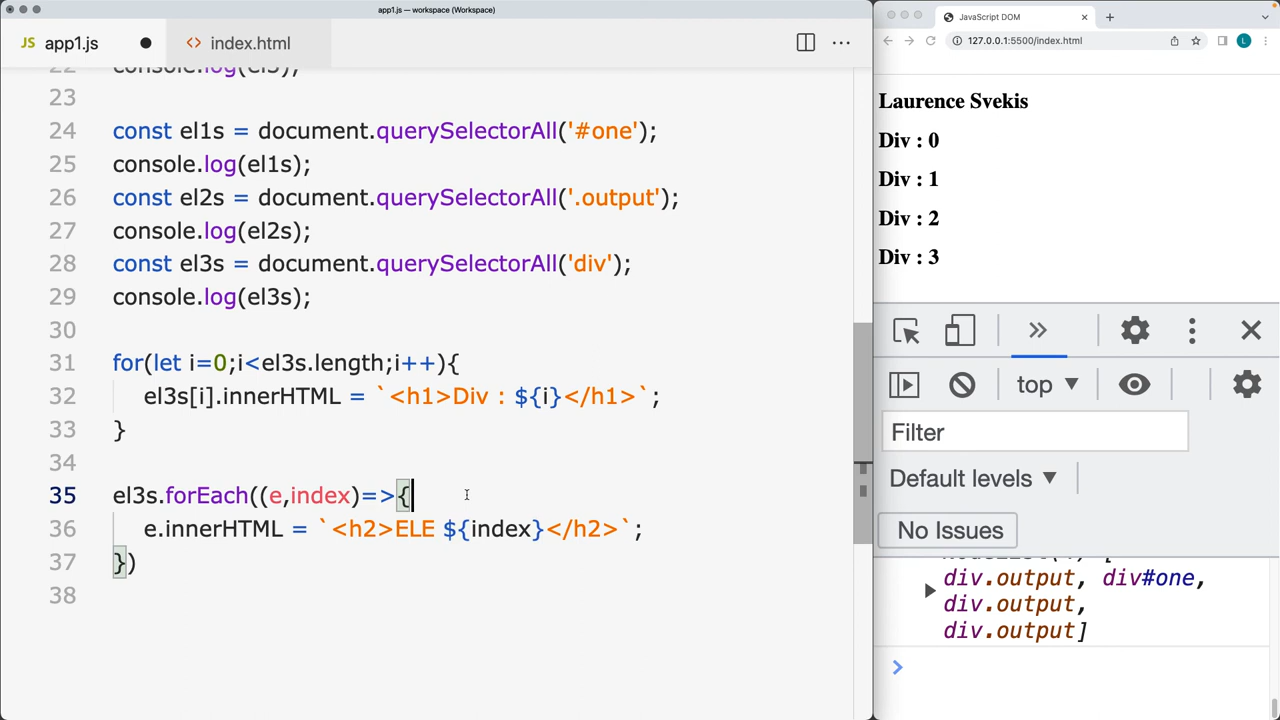 app1.js — workspace (Workspace)
JS app1.js
<> index.html
JavaScript DOM
127.0.0.1:5500/index.html
L
23
24 const el1s = document.querySelectorAll('#one');
25 console.log(el1s);
26 const el2s = document.querySelectorAll('.output');
27 console.log(el2s);
28 const el3s = document.querySelectorAll('div');
29 console.log(el3s);
30
31 for(let i=0;i<el3s.length;i++){
32 el3s[i].innerHTML = `<h1>Div : ${i}</h1>`;
33 }
34
35 el3s.forEach((e,index)=>{
36 e.innerHTML = `<h2>ELE ${index}</h2>`;
37 })
38
Laurence Svekis
Div : 0
Div : 1
Div : 2
Div : 3
top
Filter
Default levels
No Issues
div.output, div#one,
div.output,
div.output]